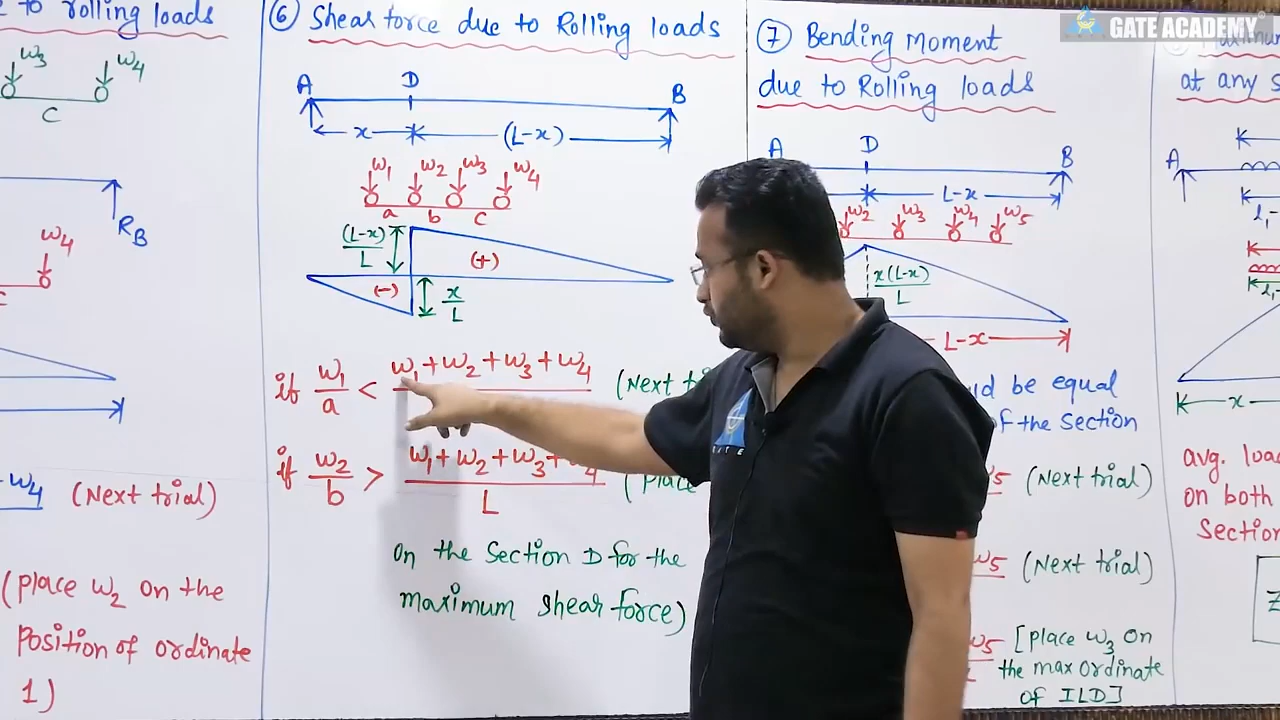 to rolling loads
w3
w4
C
RB
w4
w4 (Next trial)
(place w2 on the
Position of ordinate
1)
⑥ Shear force due to Rolling loads
A D B
x (L-x)
w1 w2 w3 w4
a b c
(L-x)/L
(+)
(-)
x/L
if w1/a < w1+w2+w3+w4 (Next
if w2/b > (w1+w2+w3+w4)/L
on the Section D for the
maximum shear force)
⑦ Bending Moment
due to Rolling loads
A D B
L-x
w2 w3 w4 w5
x(L-x)/L
L-x
be equal
of the Section
w5 (Next trial)
w5 (Next trial)
w5 [place w3 on
the max ordinate
of ILD]
GATE ACADEMY
at any
A
x
avg.
on both
Section